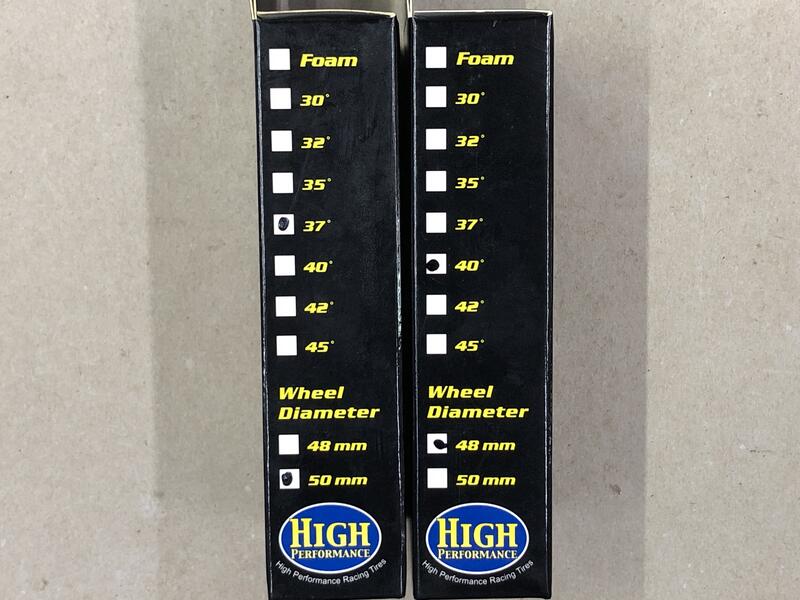 Foam
30°
32°
35°
37°
40°
42°
45°
Wheel
Diameter
48 mm
50 mm
HIGH
PERFORMANCE
High Performance Racing Tires
Foam
30°
32°
35°
37°
40°
42°
45°
Wheel
Diameter
48 mm
50 mm
HIGH
PERFORMANCE
High Performance Racing Tires